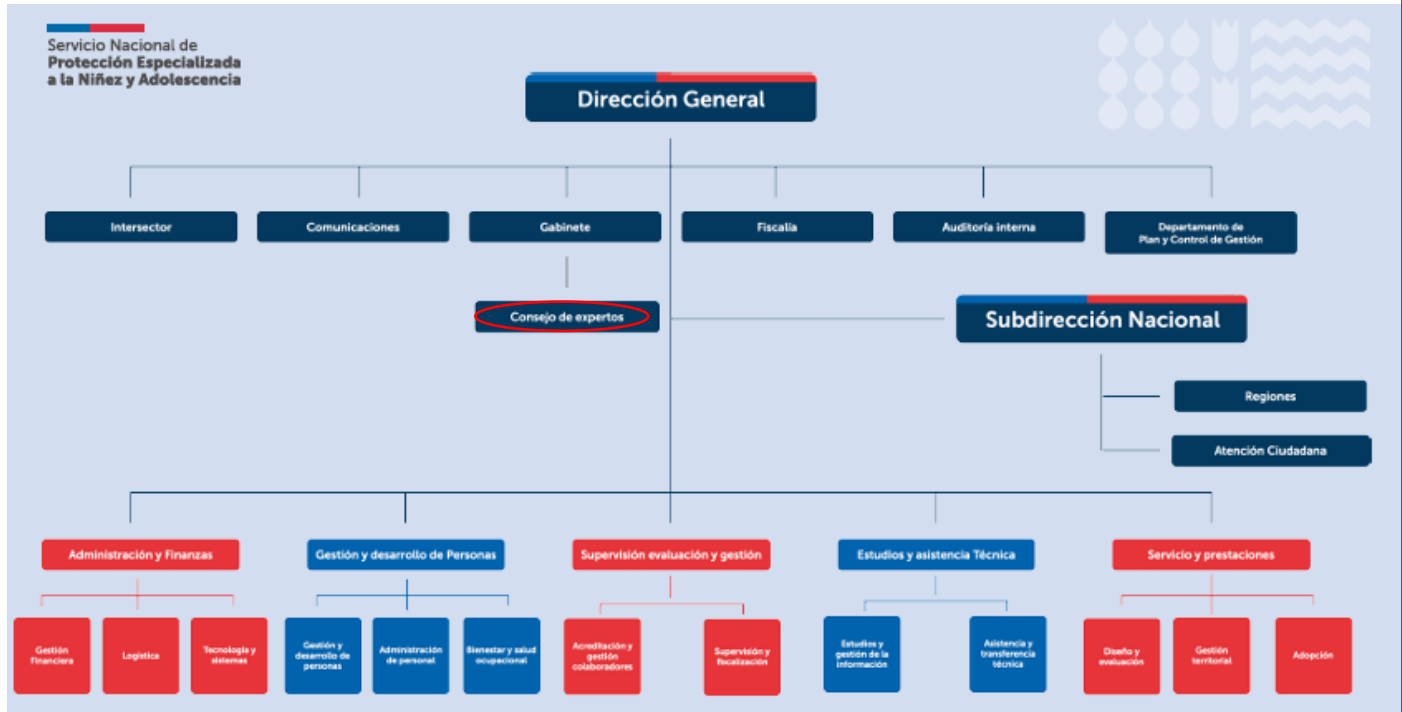 Servicio Nacional de
Protección Especializada
a la Niñez y Adolescencia
Dirección General
Intersector
Comunicaciones
Gabinete
Fiscalía
Auditoría interna
Departamento de
Plan y Control de Gestión
Consejo de expertos
Subdirección Nacional
Regiones
Atención Ciudadana
Administración y Finanzas
Gestión y desarrollo de Personas
Supervisión evaluación y gestión
Estudios y asistencia Técnica
Servicio y prestaciones
Gestión
Financiera
Logística
Tecnología y
sistemas
Gestión y
desarrollo de
personas
Administración
de personal
Bienestar y salud
ocupacional
Acreditación y
gestión
colaboradores
Supervisión y
fiscalización
Estudios y
gestión de la
información
Asistencia y
transferencia
técnica
Diseño y
evaluación
Gestión
territorial
Adopción